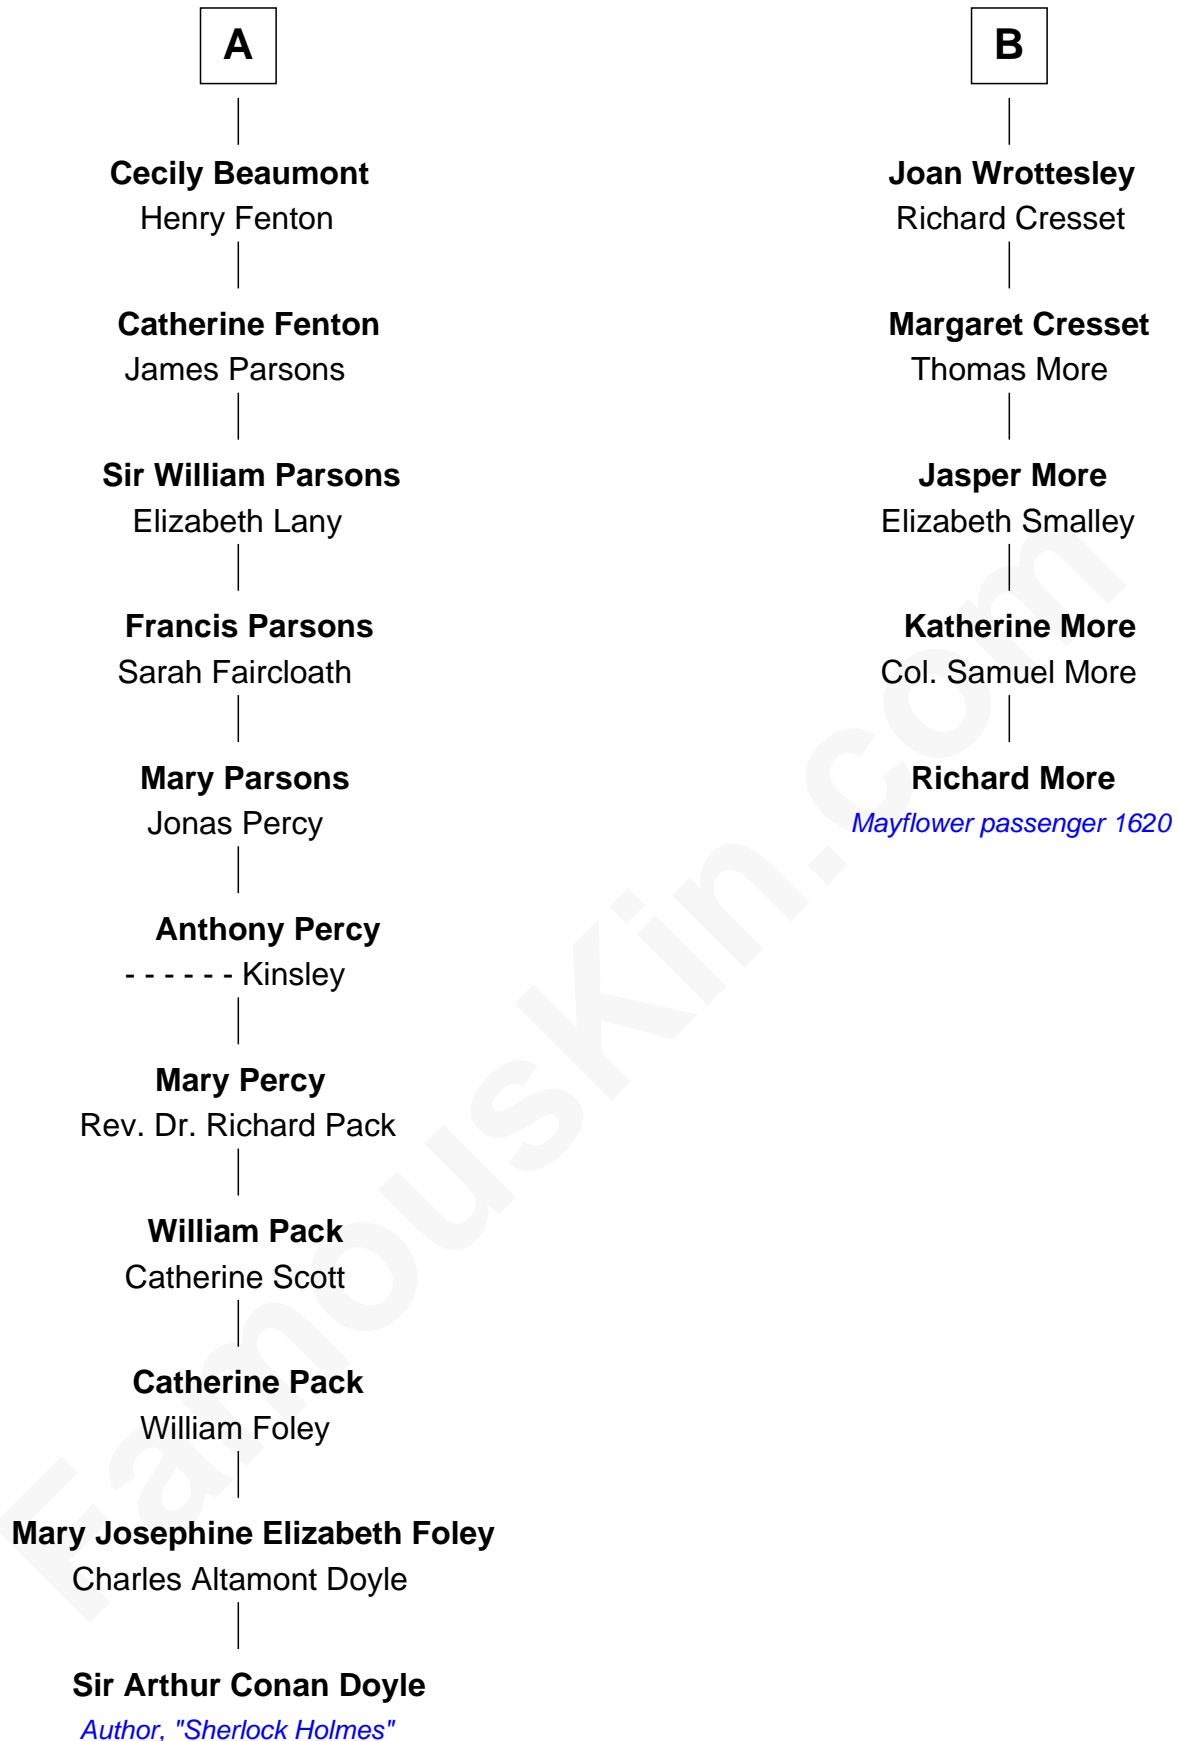 A
Cecily Beaumont
Henry Fenton
Catherine Fenton
James Parsons
Sir William Parsons
Elizabeth Lany
Francis Parsons
Sarah Faircloath
Mary Parsons
Jonas Percy
Anthony Percy
- - - - - - Kinsley
Mary Percy
Rev. Dr. Richard Pack
William Pack
Catherine Scott
Catherine Pack
William Foley
Mary Josephine Elizabeth Foley
Charles Altamont Doyle
Sir Arthur Conan Doyle
Author, "Sherlock Holmes"
B
Joan Wrottesley
Richard Cresset
Margaret Cresset
Thomas More
Jasper More
Elizabeth Smalley
Katherine More
Col. Samuel More
Richard More
Mayflower passenger 1620
FamousKin.com